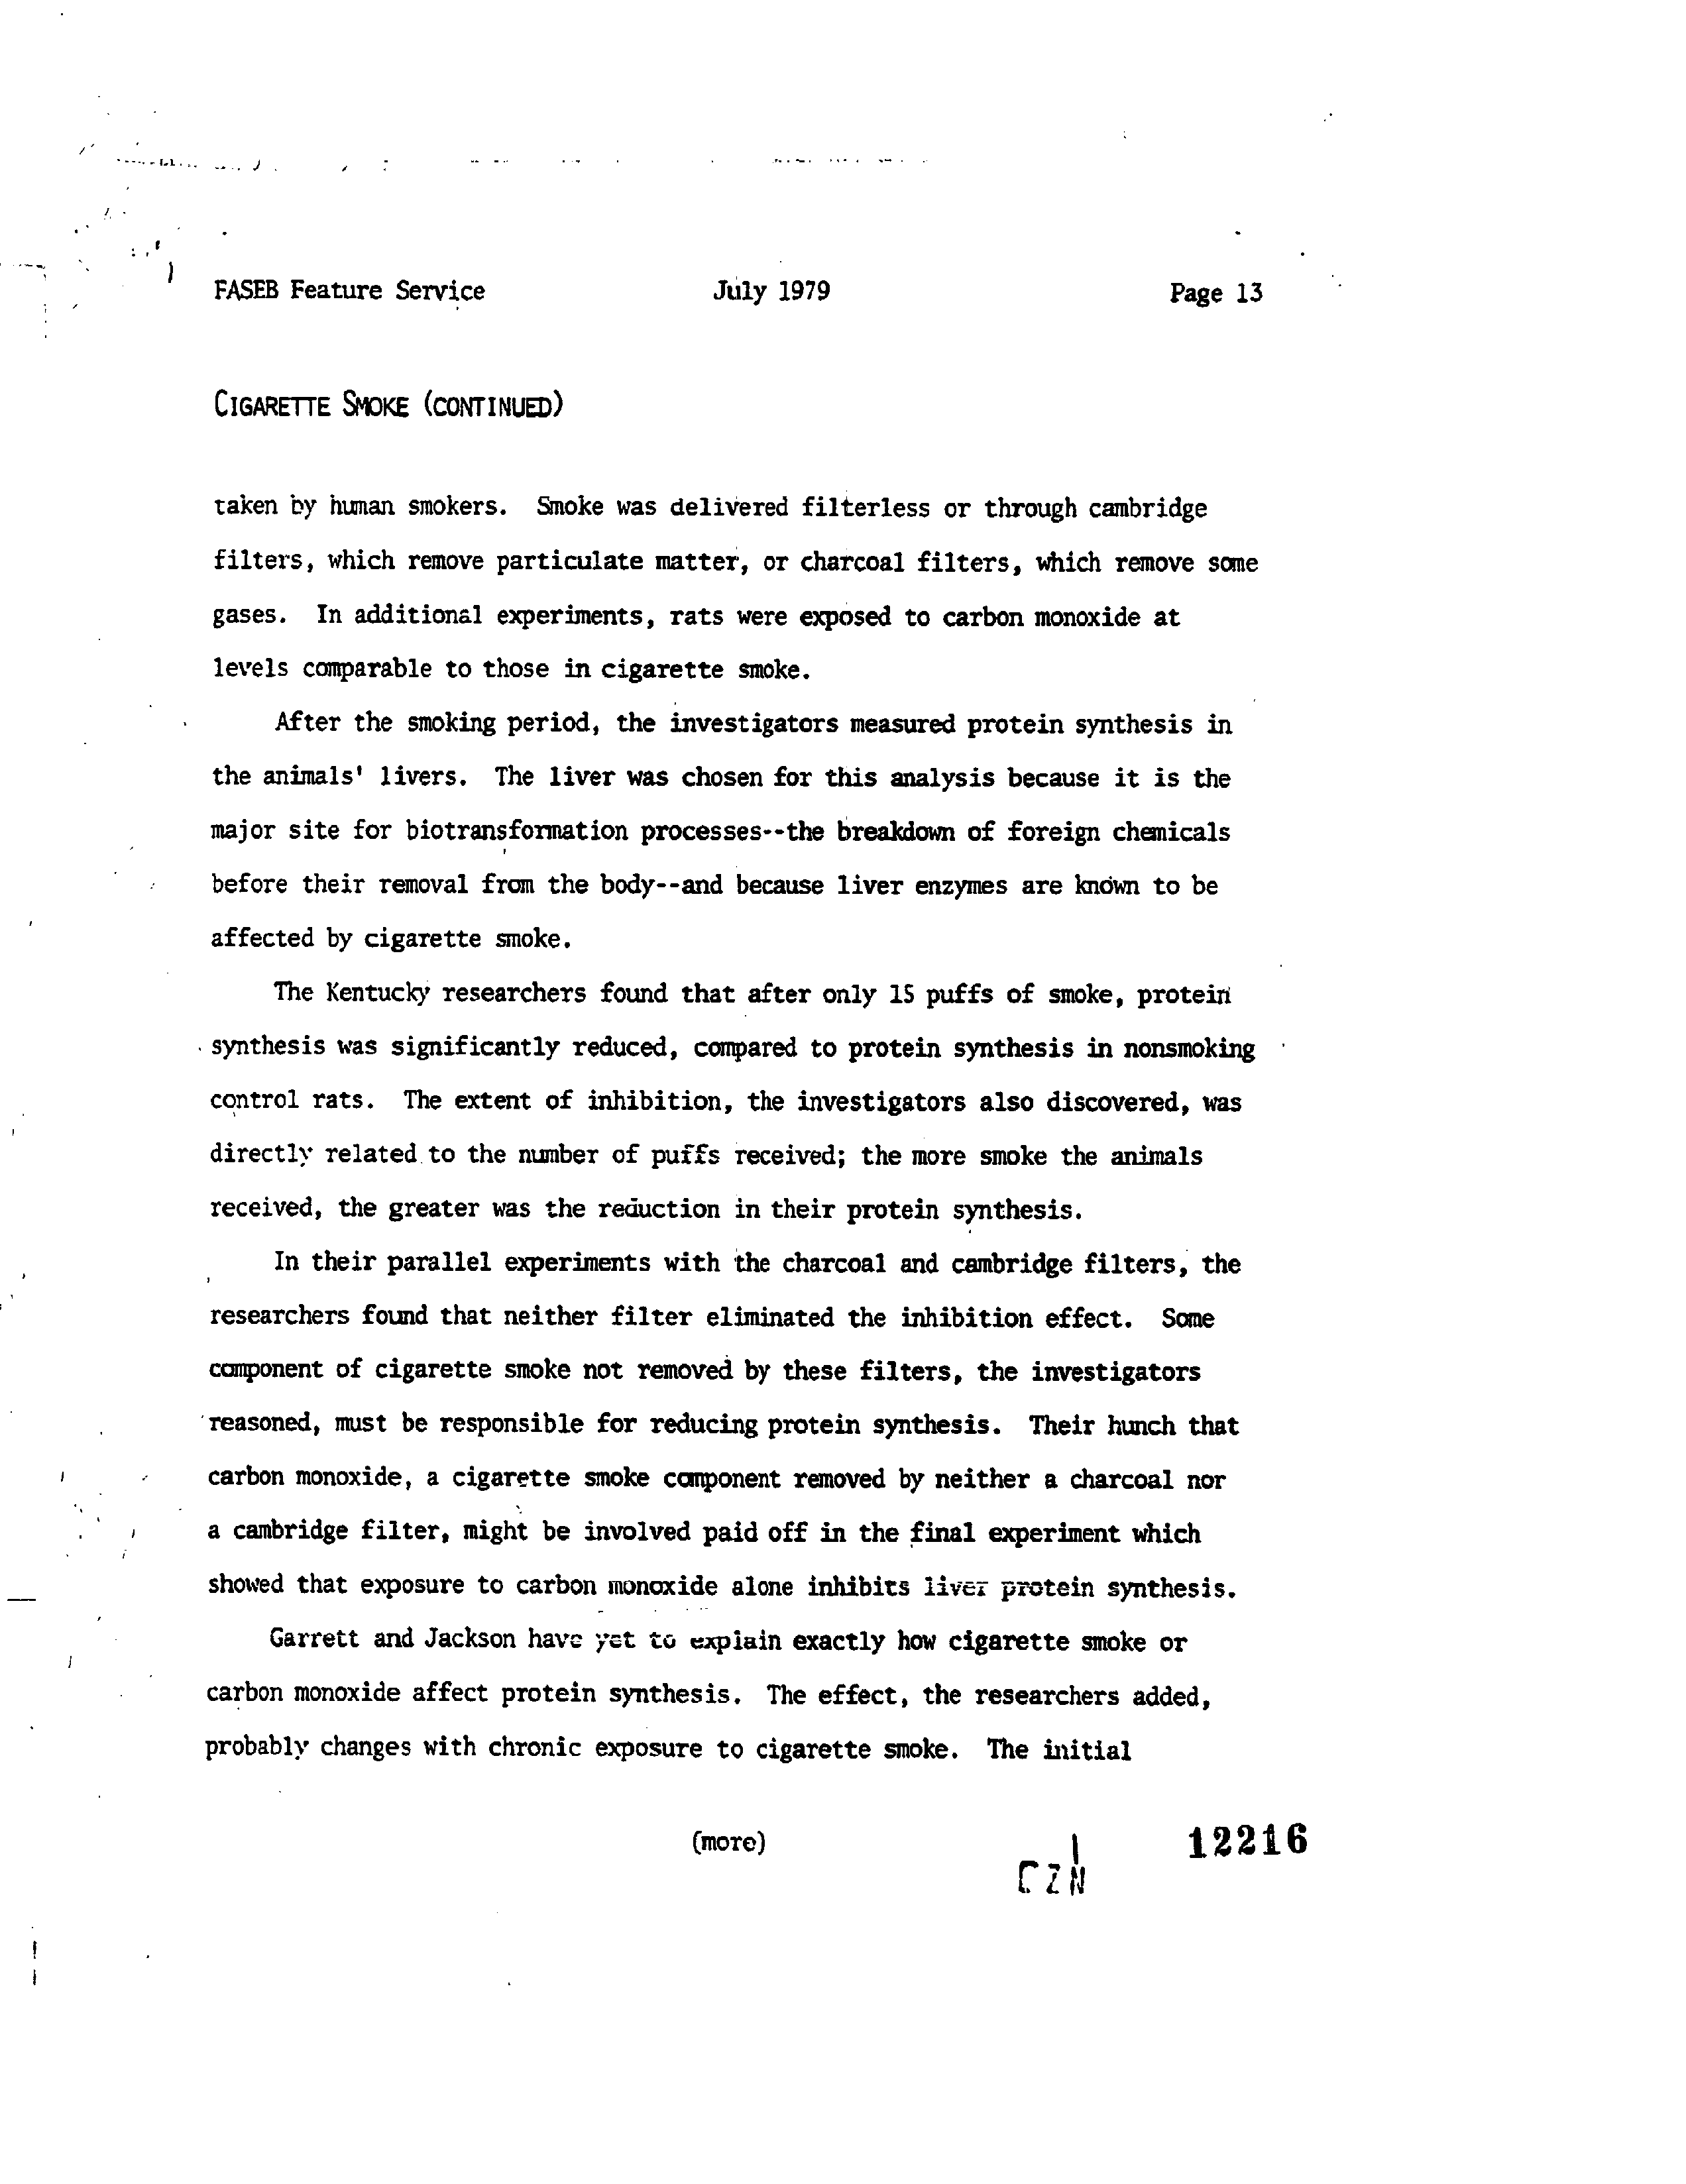 FASEB Feature Service July 1979 Page 13
CIGARETTE SMOKE (CONTINUED)
taken by human smokers. Smoke was delivered filterless or through cambridge
filters, which remove particulate matter, or charcoal filters, which remove some
gases. In additional experiments, rats were exposed to carbon monoxide at
levels comparable to those in cigarette smoke.
After the smoking period, the investigators measured protein synthesis in
the animals' livers. The liver was chosen for this analysis because it is the
major site for biotransformation processes--the breakdown of foreign chemicals
before their removal from the body--and because liver enzymes are known to be
affected by cigarette smoke.
The Kentucky researchers found that after only 15 puffs of smoke, protein
synthesis was significantly reduced, compared to protein synthesis in nonsmoking
control rats. The extent of inhibition, the investigators also discovered, was
directly related to the number of puffs received; the more smoke the animals
received, the greater was the reduction in their protein synthesis.
In their parallel experiments with the charcoal and cambridge filters, the
researchers found that neither filter eliminated the inhibition effect. Some
component of cigarette smoke not removed by these filters, the investigators
reasoned, must be responsible for reducing protein synthesis. Their hunch that
carbon monoxide, a cigarette smoke component removed by neither a charcoal nor
a cambridge filter, might be involved paid off in the final experiment which
showed that exposure to carbon monoxide alone inhibits liver protein synthesis.
Garrett and Jackson have yet to explain exactly how cigarette smoke or
carbon monoxide affect protein synthesis. The effect, the researchers added,
probably changes with chronic exposure to cigarette smoke. The initial
(more)
12216